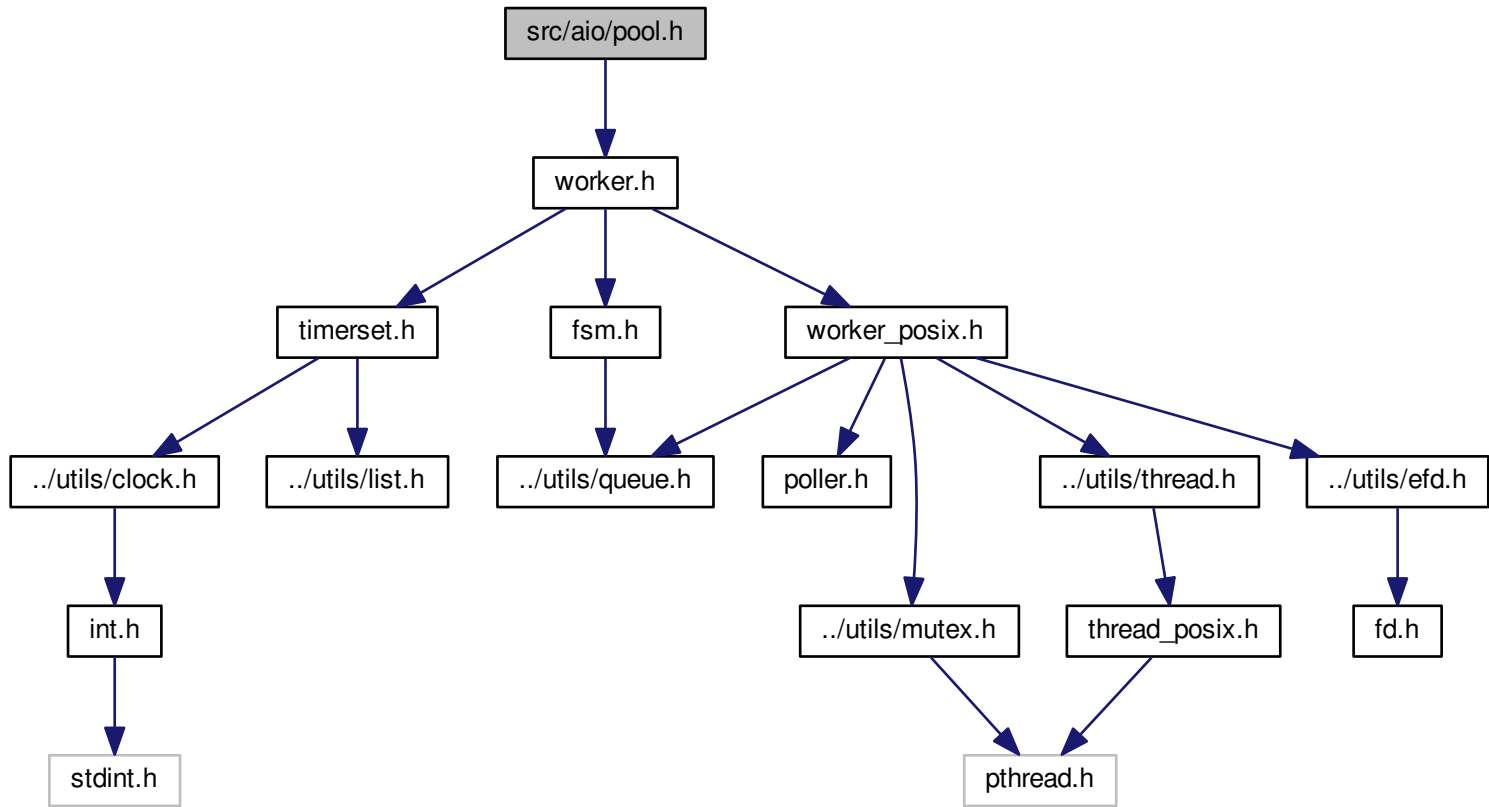 src/aio/pool.h
worker.h
timerset.h
fsm.h
worker_posix.h
../utils/clock.h
../utils/list.h
../utils/queue.h
poller.h
../utils/thread.h
../utils/efd.h
int.h
../utils/mutex.h
thread_posix.h
fd.h
stdint.h
pthread.h